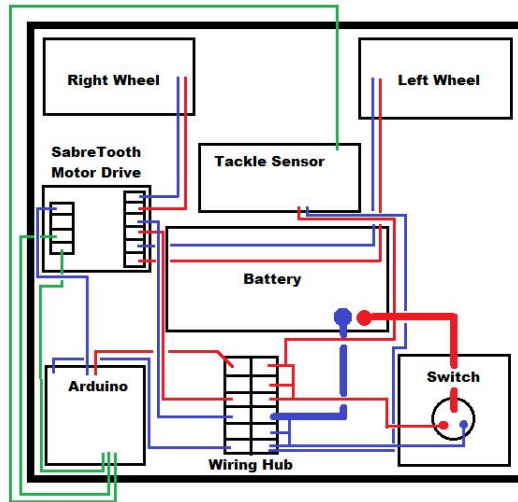 Right Wheel
Left Wheel
SabreTooth
Motor Drive
Tackle Sensor
Battery
Arduino
Switch
Wiring Hub